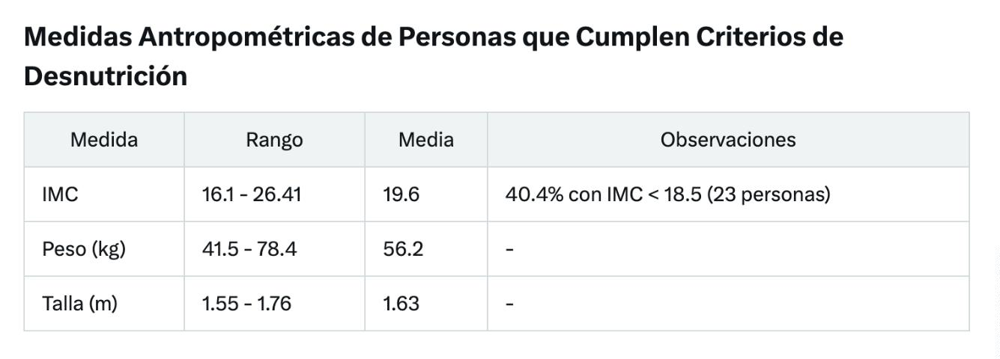 Medidas Antropométricas de Personas que Cumplen Criterios de
Desnutrición
Medida Rango Media Observaciones
IMC 16.1 - 26.41 19.6 40.4% con IMC < 18.5 (23 personas)
Peso (kg) 41.5 - 78.4 56.2 -
Talla (m) 1.55 - 1.76 1.63 -